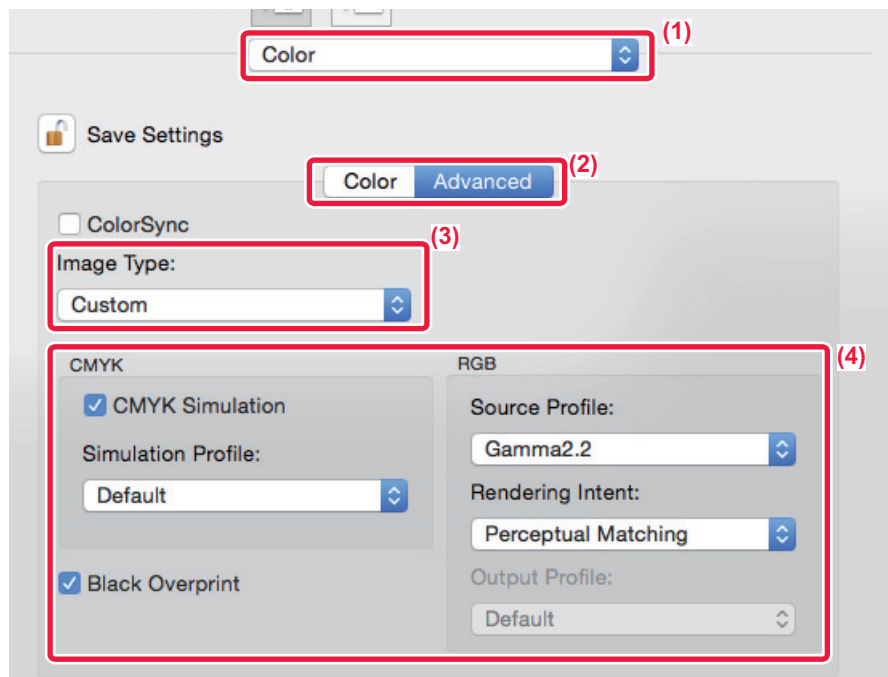 (1)
Color
Save Settings
(2)
Color Advanced
ColorSync
(3)
Image Type:
Custom
(4)
CMYK
CMYK Simulation
Simulation Profile:
Default
Black Overprint
RGB
Source Profile:
Gamma2.2
Rendering Intent:
Perceptual Matching
Output Profile:
Default